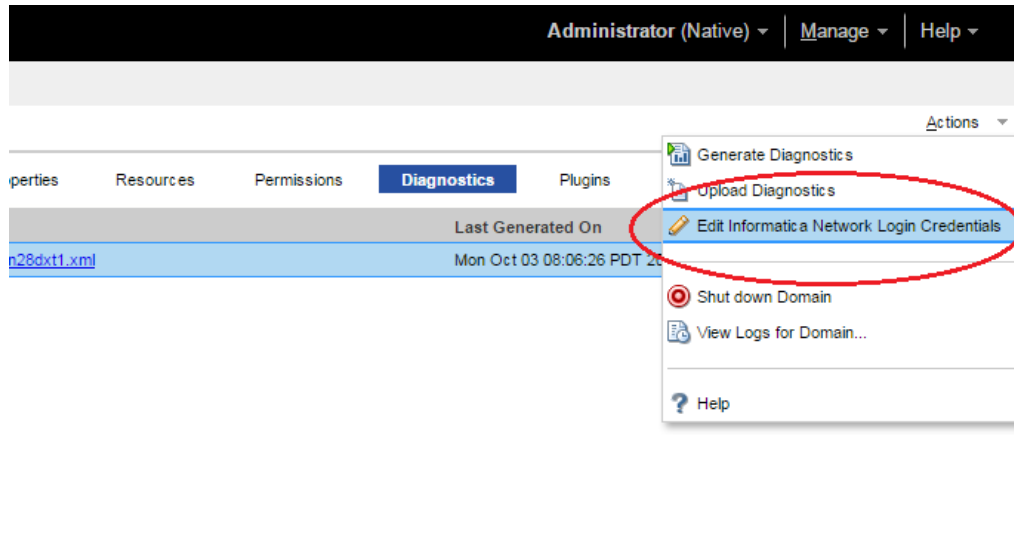 Administrator (Native) Manage Help
Actions
operties Resources Permissions Diagnostics Plugins
Generate Diagnostics
Upload Diagnostics
Last Generated On
Edit Informatica Network Login Credentials
n28dxt1.xml Mon Oct 03 08:06:26 PDT 20
Shut down Domain
View Logs for Domain...
Help